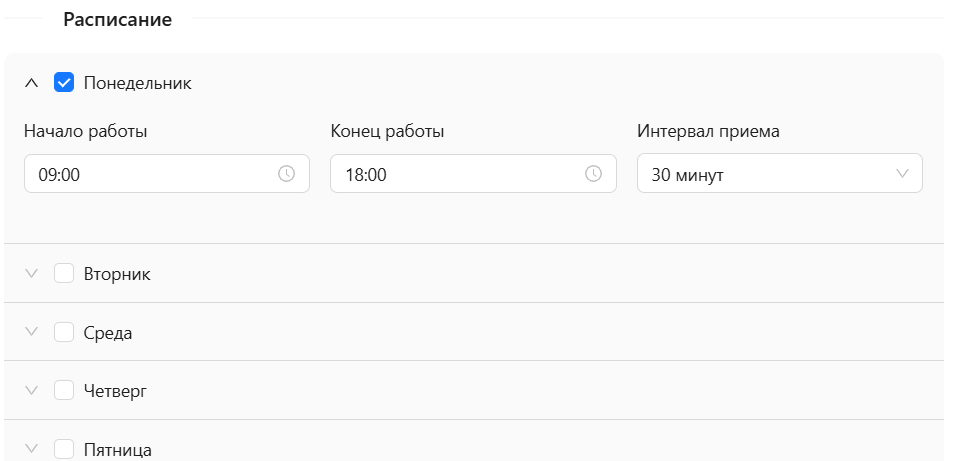 Расписание
Понедельник
Начало работы Конец работы Интервал приема
09:00 18:00 30 минут
Вторник
Среда
Четверг
Пятница